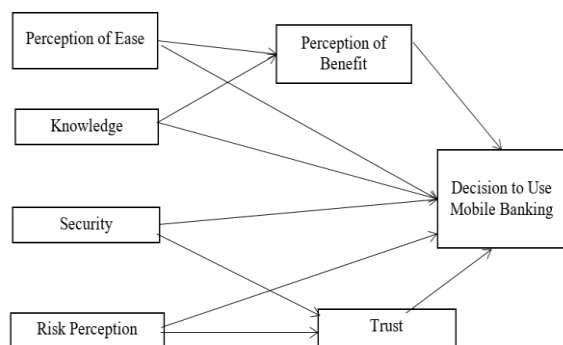 Perception of Ease
Perception of
Benefit
Knowledge
Decision to Use
Mobile Banking
Security
Risk Perception
Trust